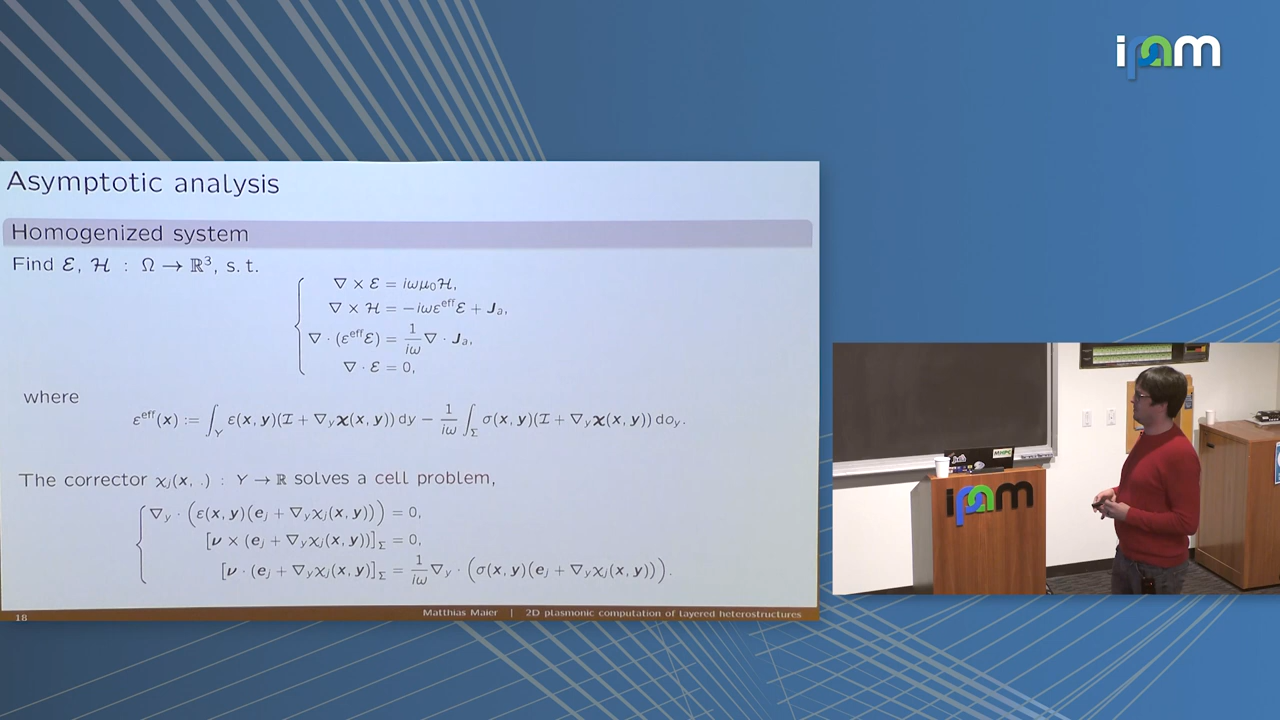 ipam
Asymptotic analysis
Homogenized system
Find ℰ, ℋ : Ω → ℝ³, s. t.
∇ × ℰ = iωμ₀ℋ,
∇ × ℋ = −iωε^eff ℰ + J_a,
∇ · (ε^eff ℰ) = 1/(iω) ∇ · J_a,
∇ · ℰ = 0,
where
ε^eff(x) := ∫_Y ε(x, y)(ℐ + ∇_y χ(x, y)) dy − 1/(iω) ∫_Σ σ(x, y)(ℐ + ∇_y χ(x, y)) do_y.
The corrector χ_j(x, .) : Y → ℝ solves a cell problem,
∇_y · (ε(x, y)(e_j + ∇_y χ_j(x, y))) = 0,
[ν × (e_j + ∇_y χ_j(x, y))]_Σ = 0,
[ν · (e_j + ∇_y χ_j(x, y)]_Σ = 1/(iω) ∇_y · (σ(x, y)(e_j + ∇_y χ_j(x, y))).
18
Matthias Maier | 2D plasmonic computation of layered heterostructures
MHPC
ipam